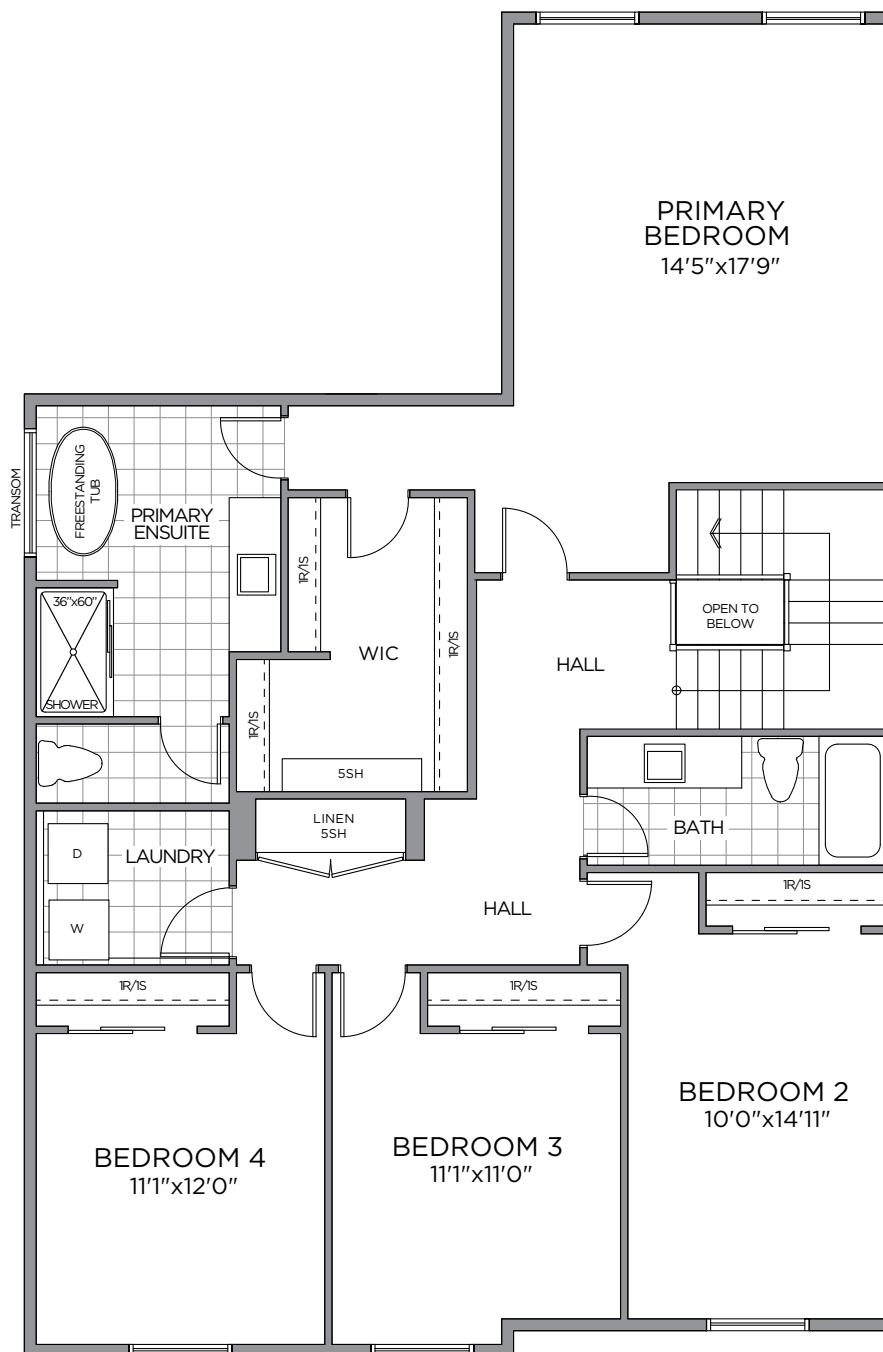 PRIMARY
BEDROOM
14'5"x17'9"
TRANSOM
FREESTANDING
TUB
PRIMARY
ENSUITE
36"x60"
SHOWER
1R/1S
1R/1S
1R/1S
WIC
5SH
OPEN TO
BELOW
HALL
LINEN
5SH
BATH
D
LAUNDRY
W
HALL
1R/1S
1R/1S
1R/1S
BEDROOM 2
10'0"x14'11"
BEDROOM 3
11'1"x11'0"
BEDROOM 4
11'1"x12'0"